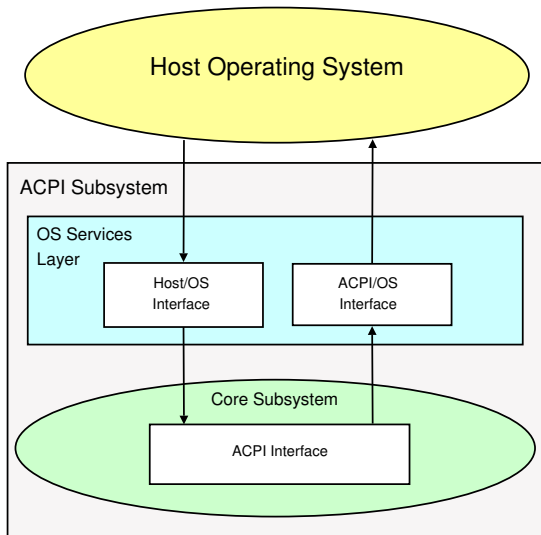 Host Operating System
ACPI Subsystem
OS Services
Layer
Host/OS
Interface
ACPI/OS
Interface
Core Subsystem
ACPI Interface